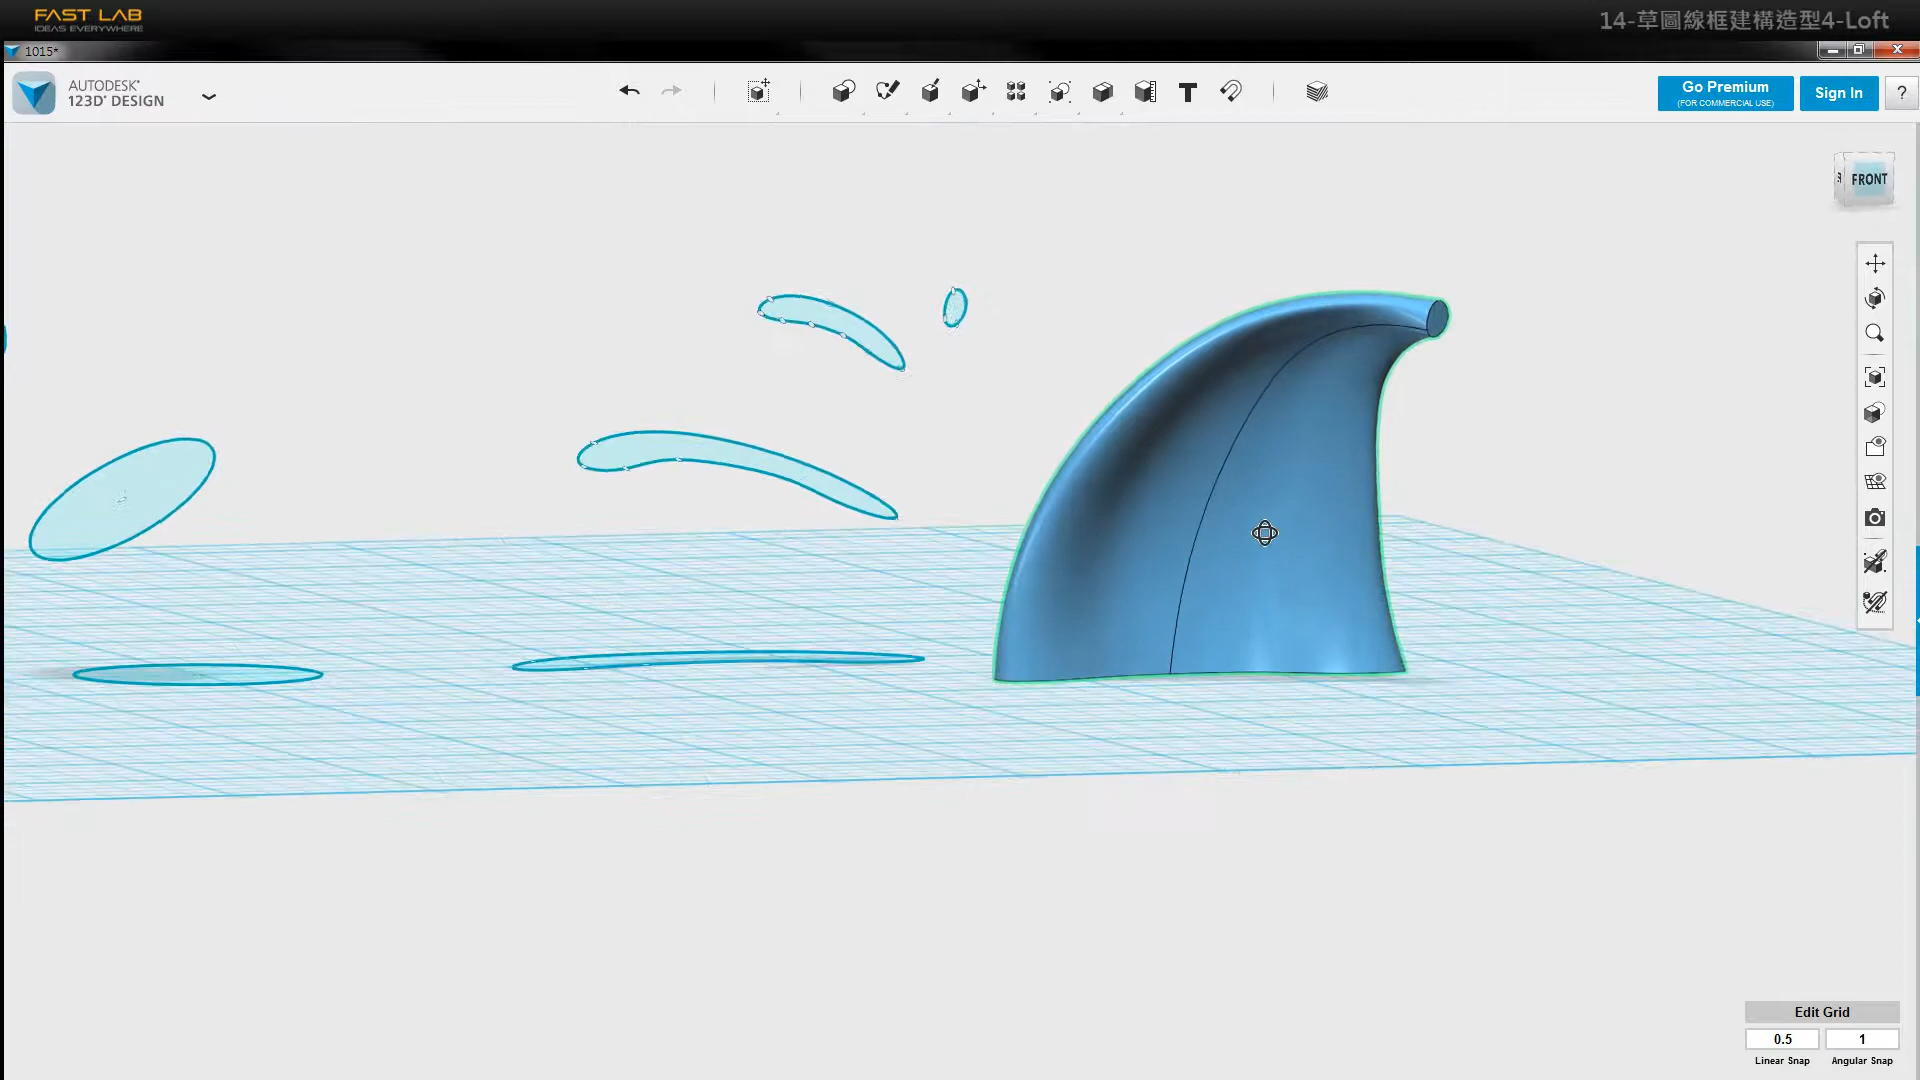 FAST LAB
IDEAS EVERYWHERE
14-草圖線框建構造型4-Loft
1015*
AUTODESK®
123D® DESIGN
T
Go Premium
(FOR COMMERCIAL USE)
Sign In
?
FRONT
Edit Grid
0.5
1
Linear Snap
Angular Snap